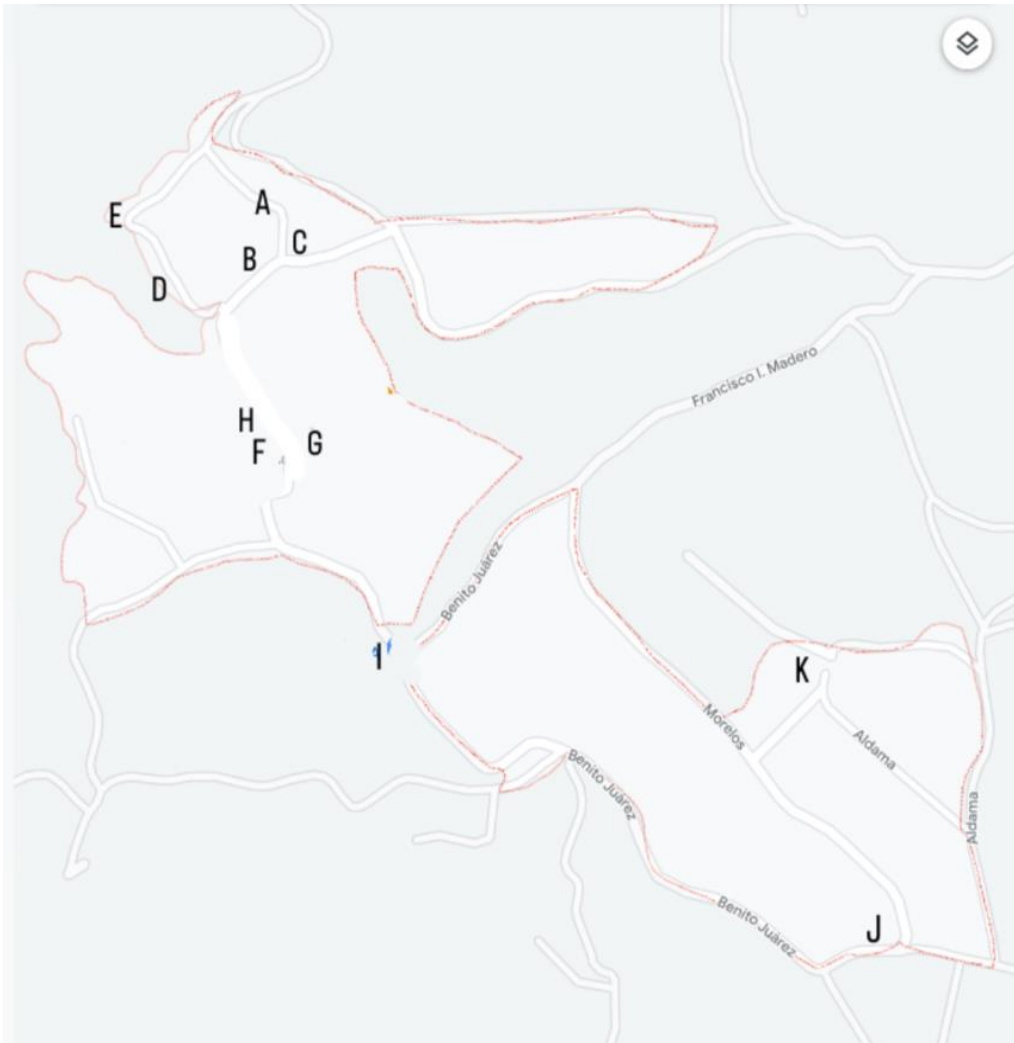 A
E
C
B
D
Francisco I. Madero
H
G
F
Benito Juárez
I
K
Morelos
Aldama
Benito Juárez
Aldama
Benito Juárez
J